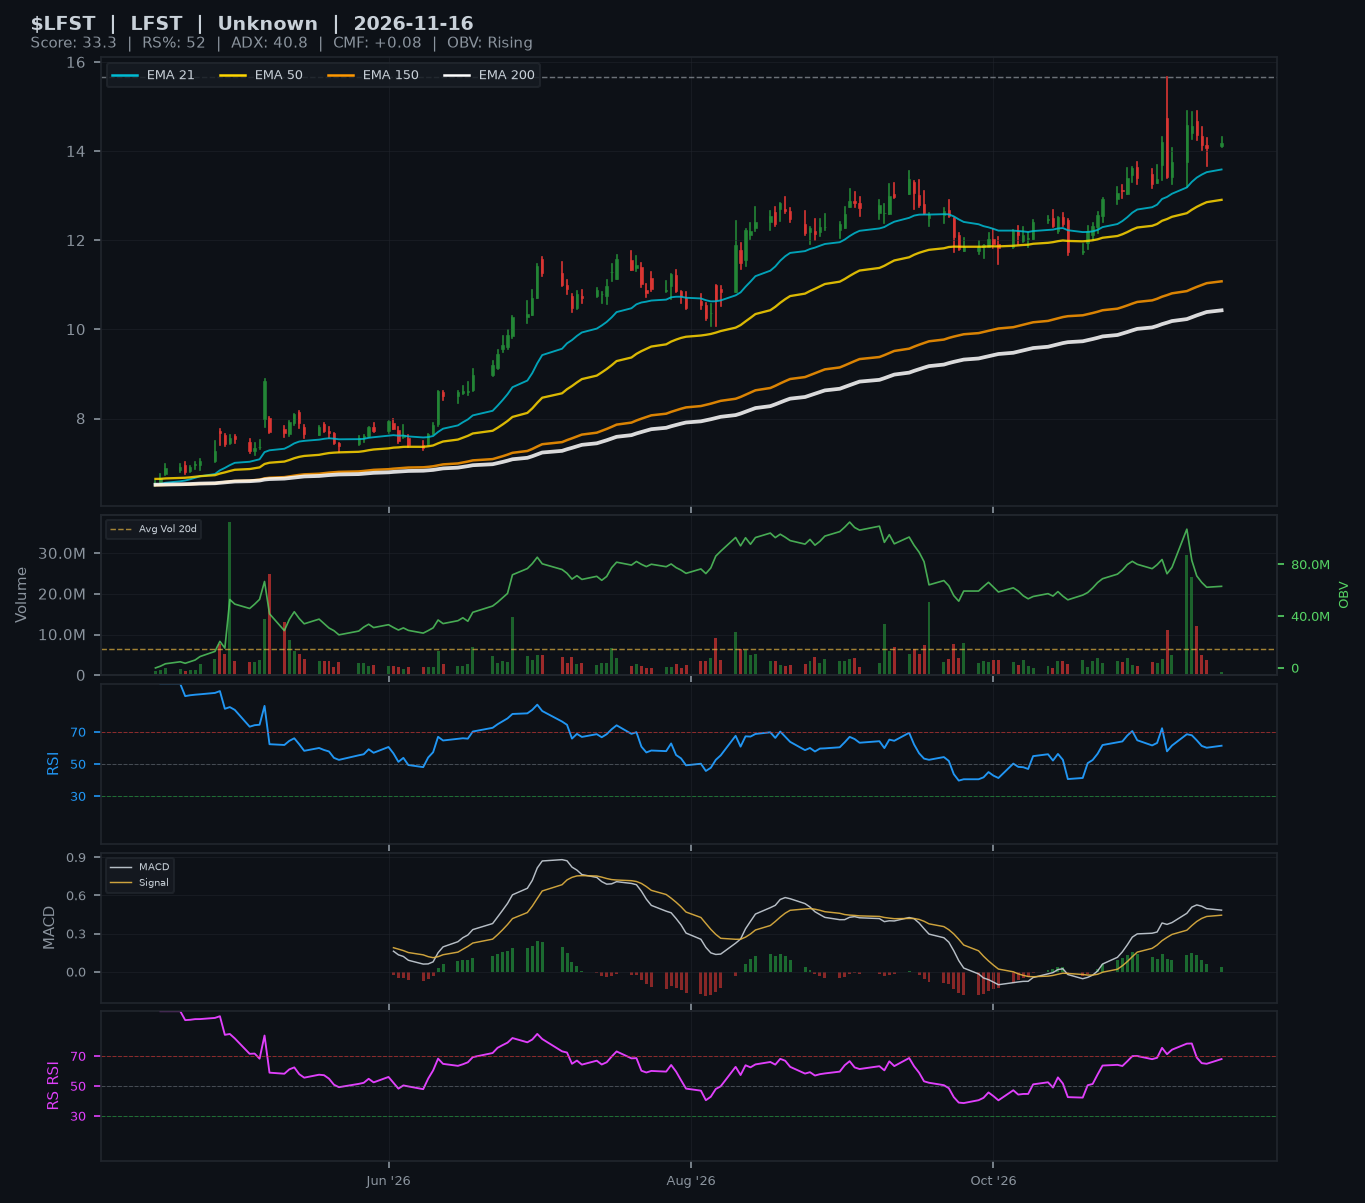 $LFST | LFST | Unknown | 2026-11-16
Score: 33.3 | RS%: 52 | ADX: 40.8 | CMF: +0.08 | OBV: Rising
EMA 21 EMA 50 EMA 150 EMA 200
16
14
12
10
8
Avg Vol 20d
Volume
30.0M
20.0M
10.0M
0
OBV
80.0M
40.0M
0
RSI
70
50
30
MACD
Signal
MACD
0.9
0.6
0.3
0.0
RS RSI
70
50
30
Jun '26 Aug '26 Oct '26